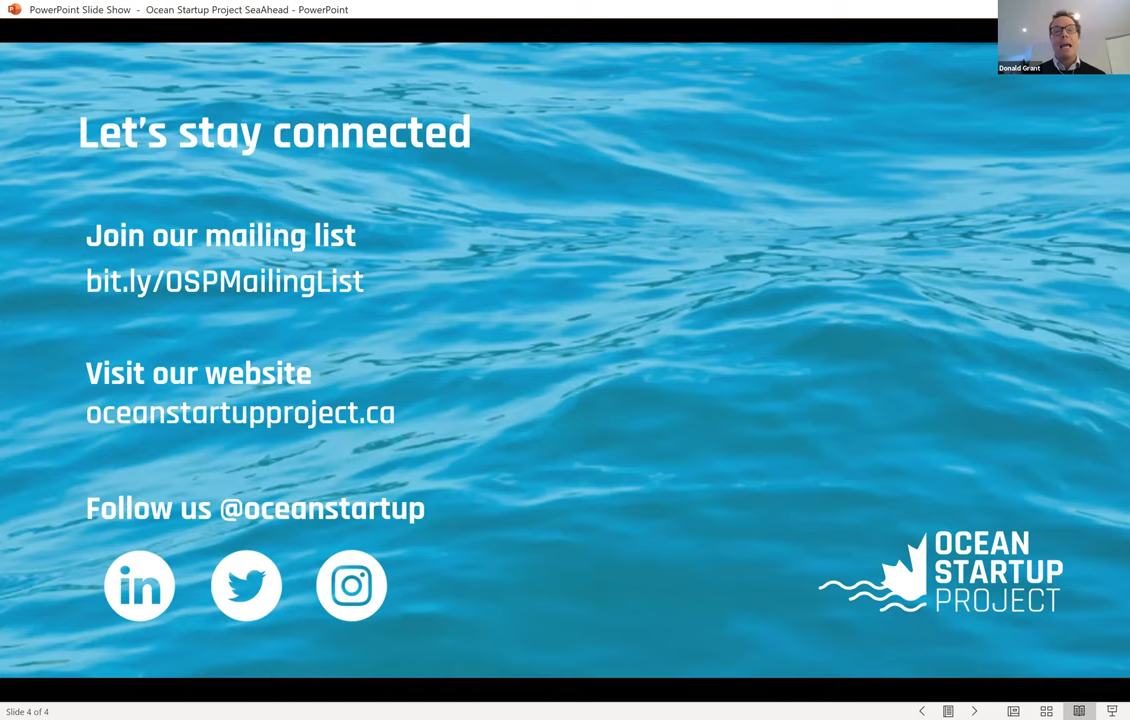 PowerPoint Slide Show - Ocean Startup Project SeaAhead - PowerPoint
Donald Grant
Let's stay connected
Join our mailing list
bit.ly/OSPMailingList
Visit our website
oceanstartupproject.ca
Follow us @oceanstartup
in
OCEAN
STARTUP
PROJECT
Slide 4 of 4